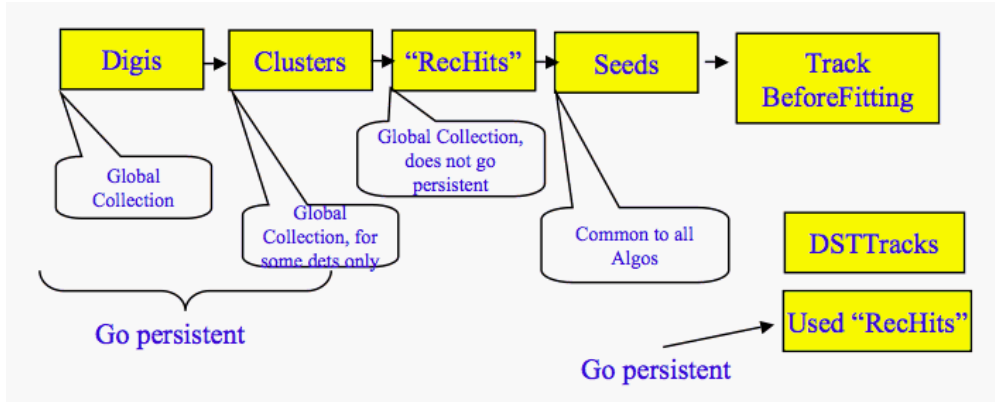 Digis
Clusters
“RecHits”
Seeds
Track
BeforeFitting
Global
Collection
Global
Collection, for
some dets only
Global Collection,
does not go
persistent
Common to all
Algos
DSTTracks
Used “RecHits”
Go persistent
Go persistent